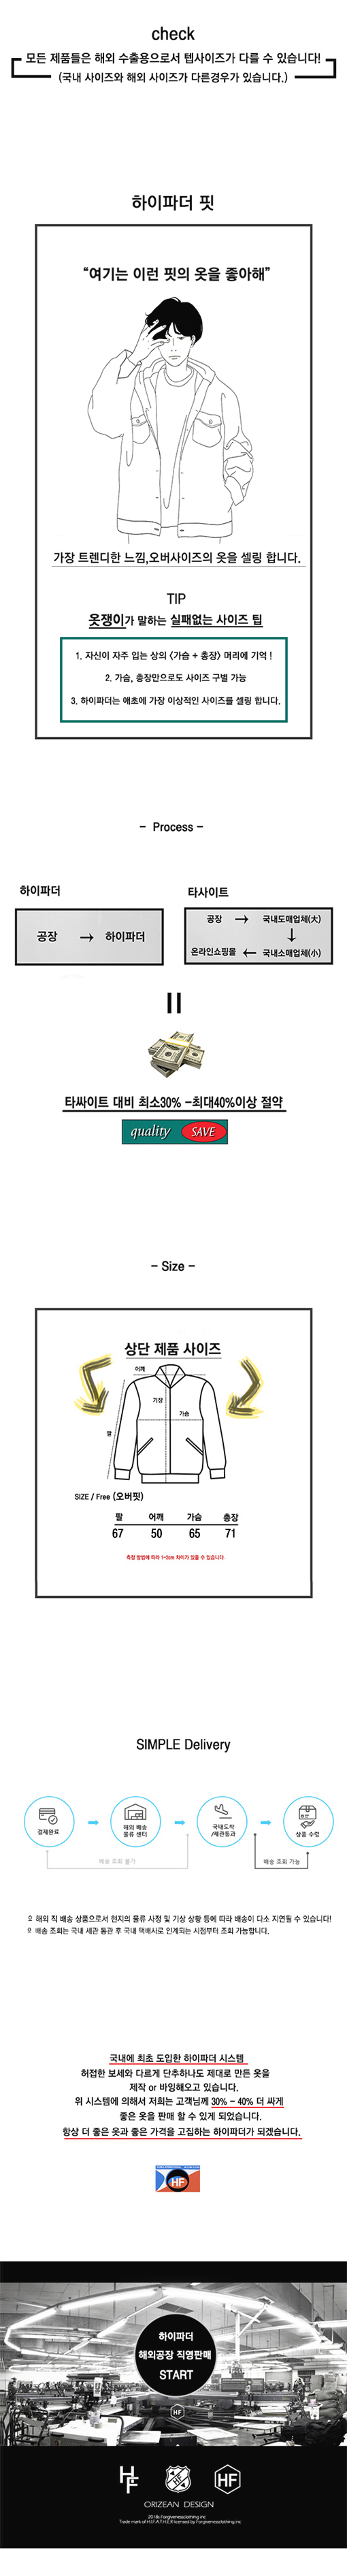 check
모든 제품들은 해외 수출용으로서 텝사이즈가 다를 수 있습니다!
(국내 사이즈와 해외 사이즈가 다른경우가 있습니다.)
하이파더 핏
“여기는 이런 핏의 옷을 좋아해”
가장 트렌디한 느낌,오버사이즈의 옷을 셀링 합니다.
TIP
옷쟁이가 말하는 실패없는 사이즈 팁
1. 자신이 자주 입는 상의 <가슴 + 총장> 머리에 기억 !
2. 가슴, 총장만으로도 사이즈 구별 가능
3. 하이파더는 애초에 가장 이상적인 사이즈를 셀링 합니다.
- Process -
하이파더
공장 → 하이파더
타사이트
공장 → 국내도매업체(大)
↓
온라인쇼핑몰 ← 국내소매업체(小)
타싸이트 대비 최소30% -최대40%이상 절약
quality SAVE
- Size -
상단 제품 사이즈
어깨
기장
가슴
팔
SIZE / Free (오버핏)
팔 어깨 가슴 총장
67 50 65 71
측정 방법에 따라 1~3cm 차이가 있을 수 있습니다.
SIMPLE Delivery
결제완료
해외 배송
물류 센터
국내도착
/세관통과
상품 수령
배송 조회 불가
배송 조회 가능
※ 해외 직 배송 상품으로서 현지의 물류 사정 및 기상 상황 등에 따라 배송이 다소 지연될 수 있습니다!
※ 배송 조회는 국내 세관 통관 후 국내 택배사로 인계되는 시점부터 조회 가능합니다.
국내에 최초 도입한 하이파더 시스템
허접한 보세와 다르게 단추하나도 제대로 만든 옷을
제작 or 바잉해오고 있습니다.
위 시스템에 의해서 저희는 고객님께 30% - 40% 더 싸게
좋은 옷을 판매 할 수 있게 되었습니다.
항상 더 좋은 옷과 좋은 가격을 고집하는 하이파더가 되겠습니다.
HF
하이파더
해외공장 직영판매
START
HF
HF
HF
ORIZEAN DESIGN
2018s Forgivenessclothing inc
Trade mark of H.I.F.A.T.H.E.R licensed by Forgivenessclothing inc